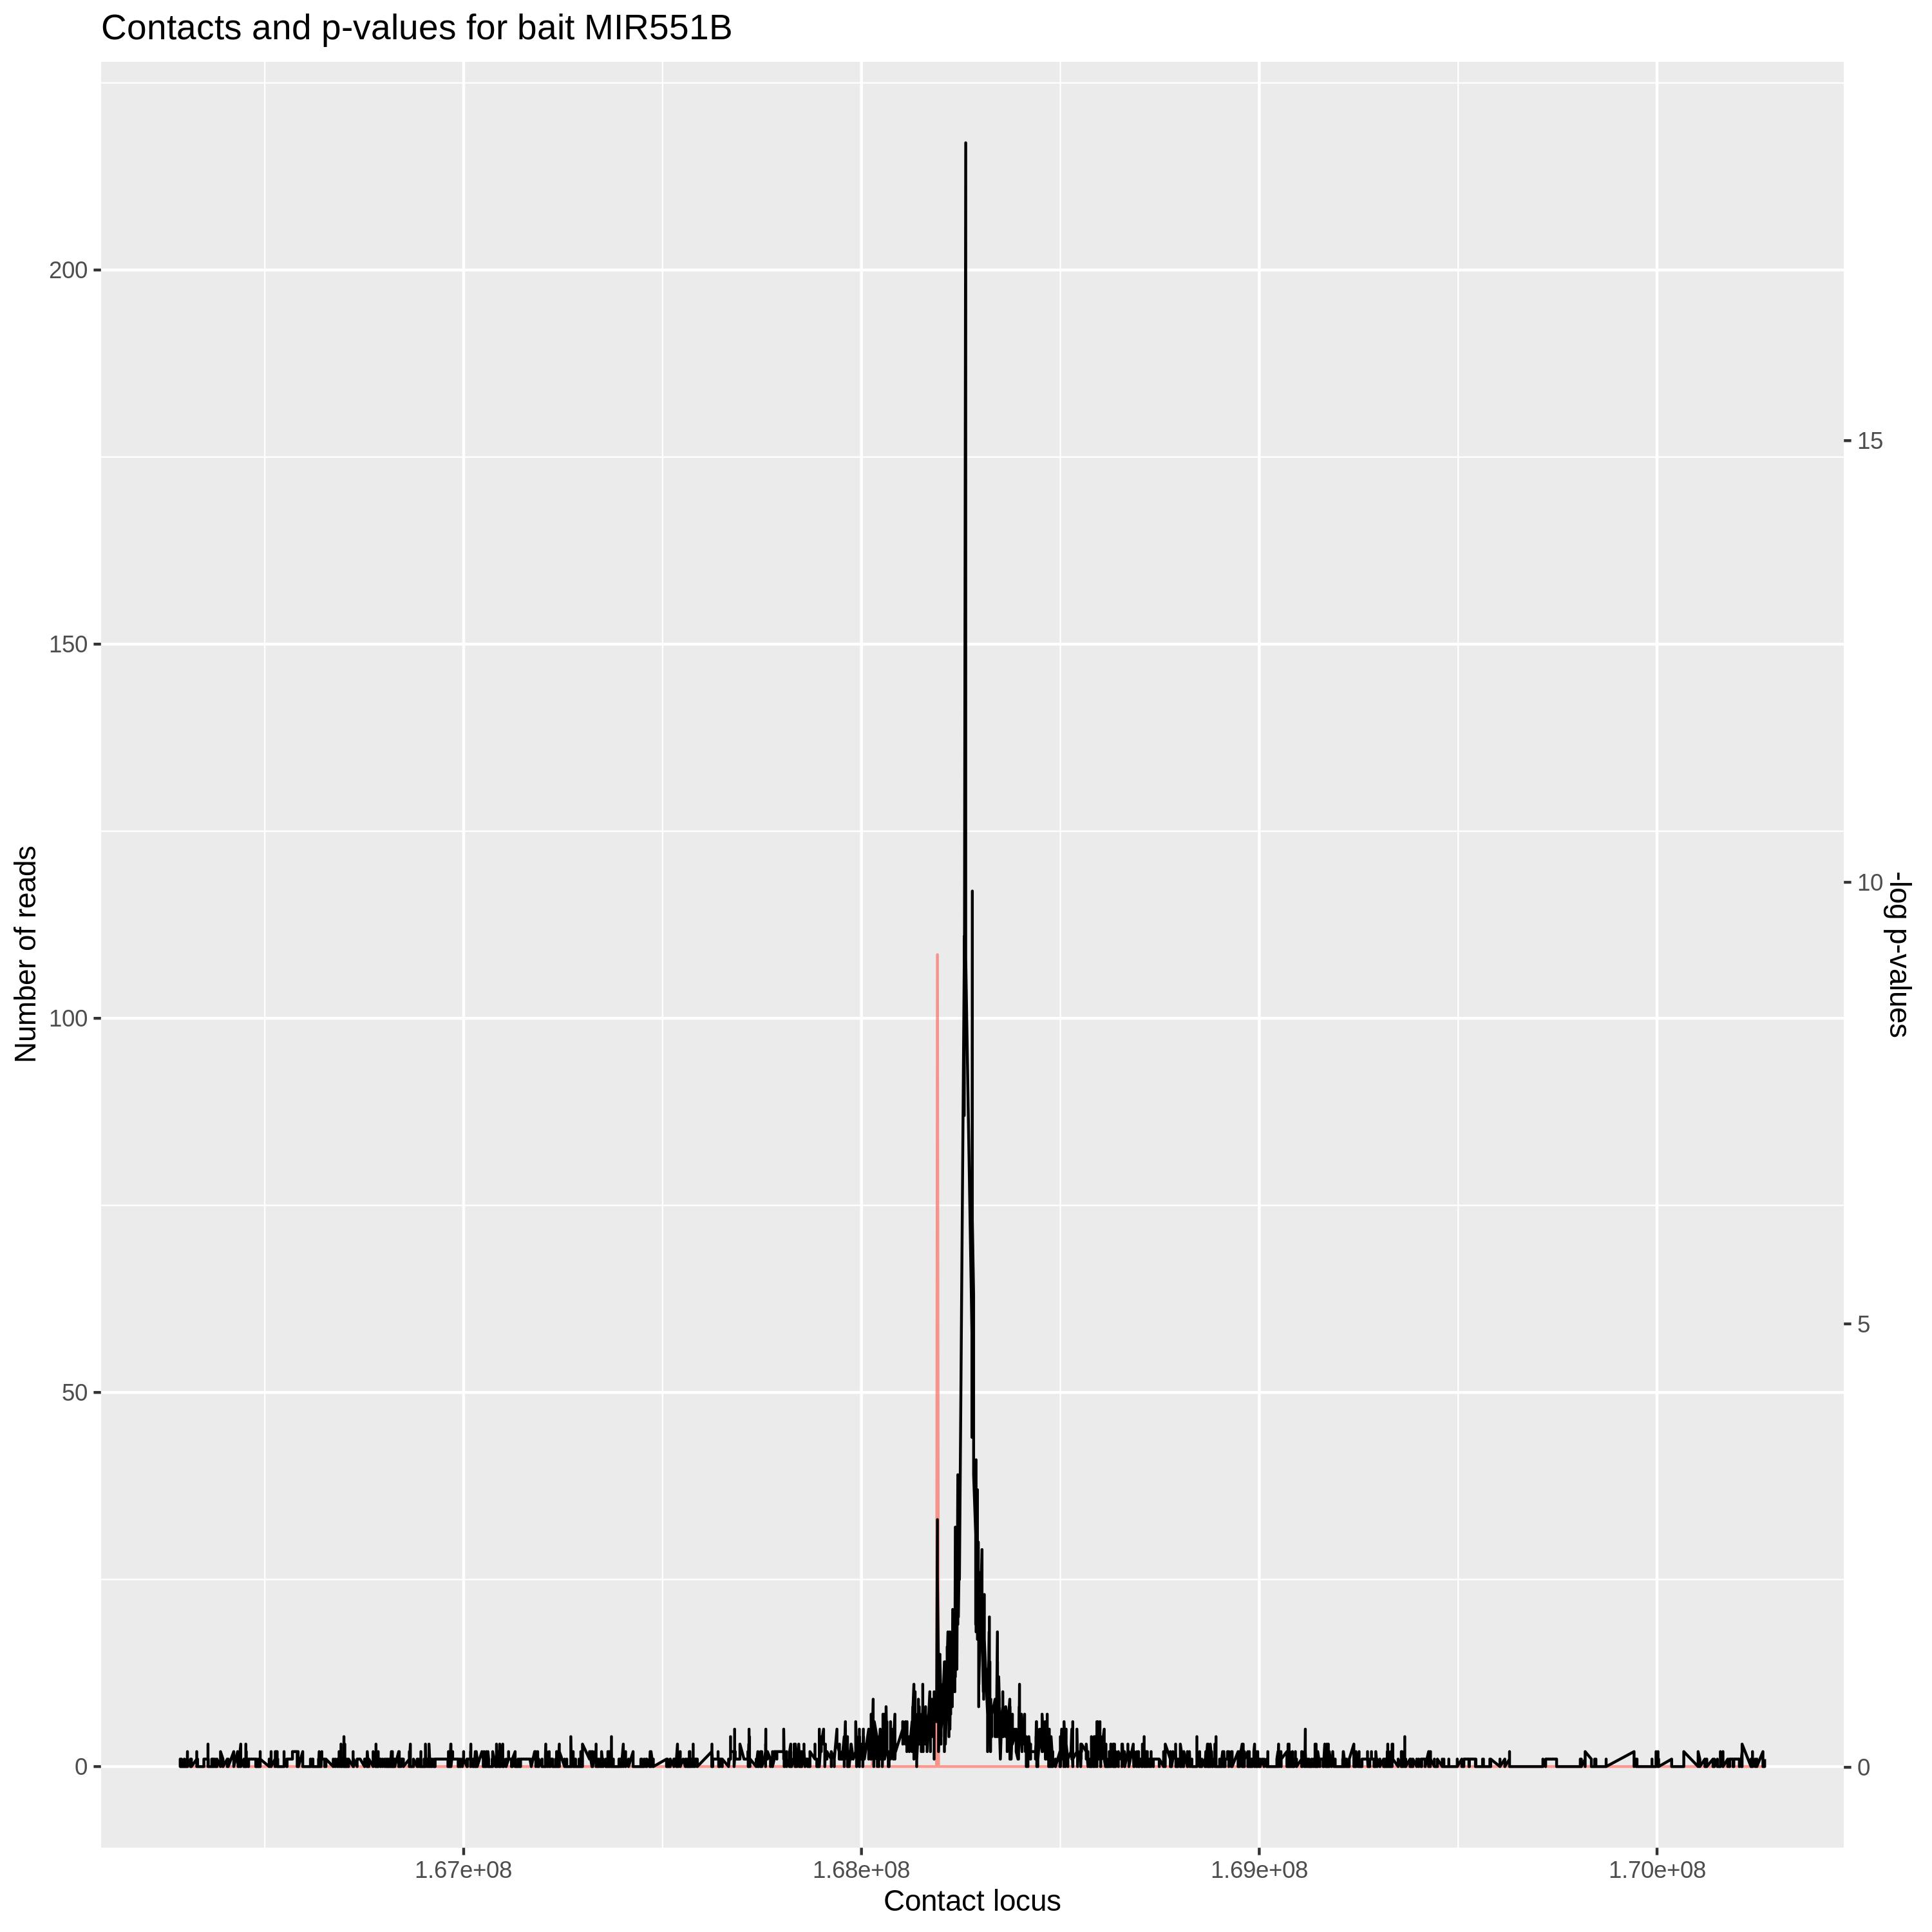 Contacts and p-values for bait MIR551B
200
150
100
50
0
Number of reads
15
10
5
0
-log p-values
1.67e+08
1.68e+08
1.69e+08
1.70e+08
Contact locus